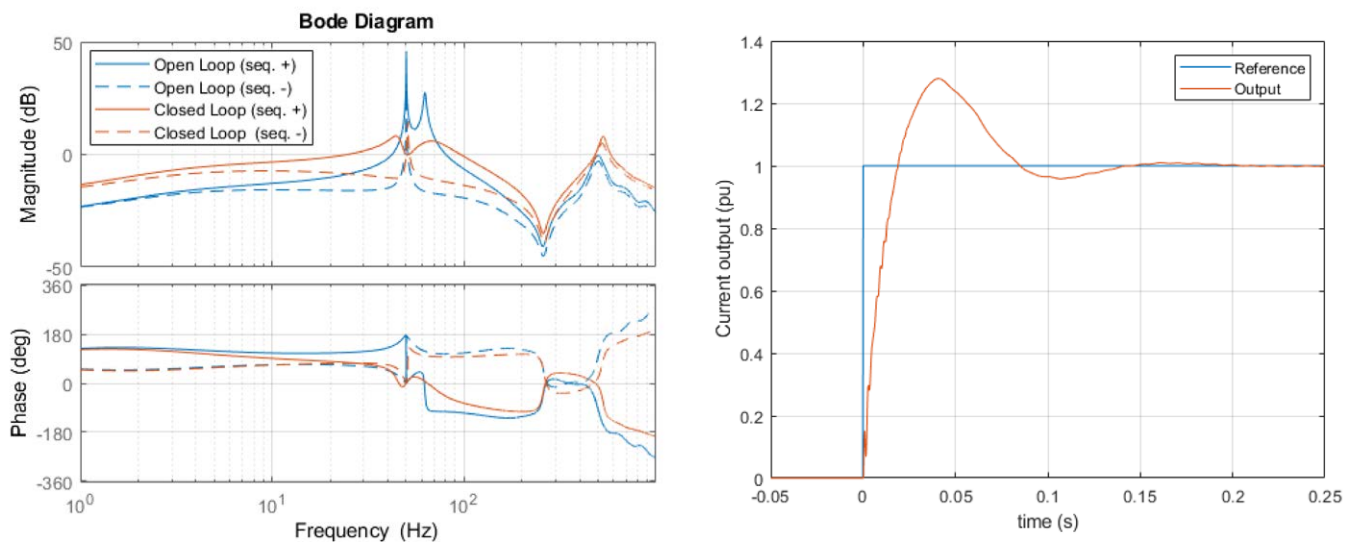 Bode Diagram
Magnitude (dB)
50
0
-50
Open Loop (seq. +)
Open Loop (seq. -)
Closed Loop (seq. +)
Closed Loop  (seq. -)
Phase (deg)
360
180
0
-180
-360
10^0
10^1
10^2
Frequency  (Hz)
Current output (pu)
1.4
1.2
1
0.8
0.6
0.4
0.2
0
Reference
Output
-0.05
0
0.05
0.1
0.15
0.2
0.25
time (s)